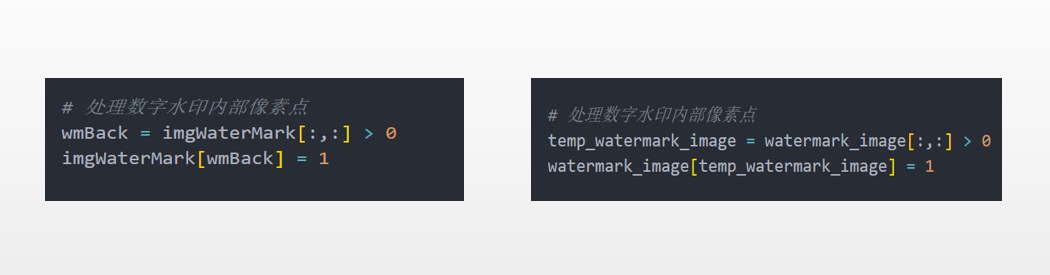 # 处理数字水印内部像素点
wmBack = imgWaterMark[:,:] > 0
imgWaterMark[wmBack] = 1
# 处理数字水印内部像素点
temp_watermark_image = watermark_image[:,:] > 0
watermark_image[temp_watermark_image] = 1